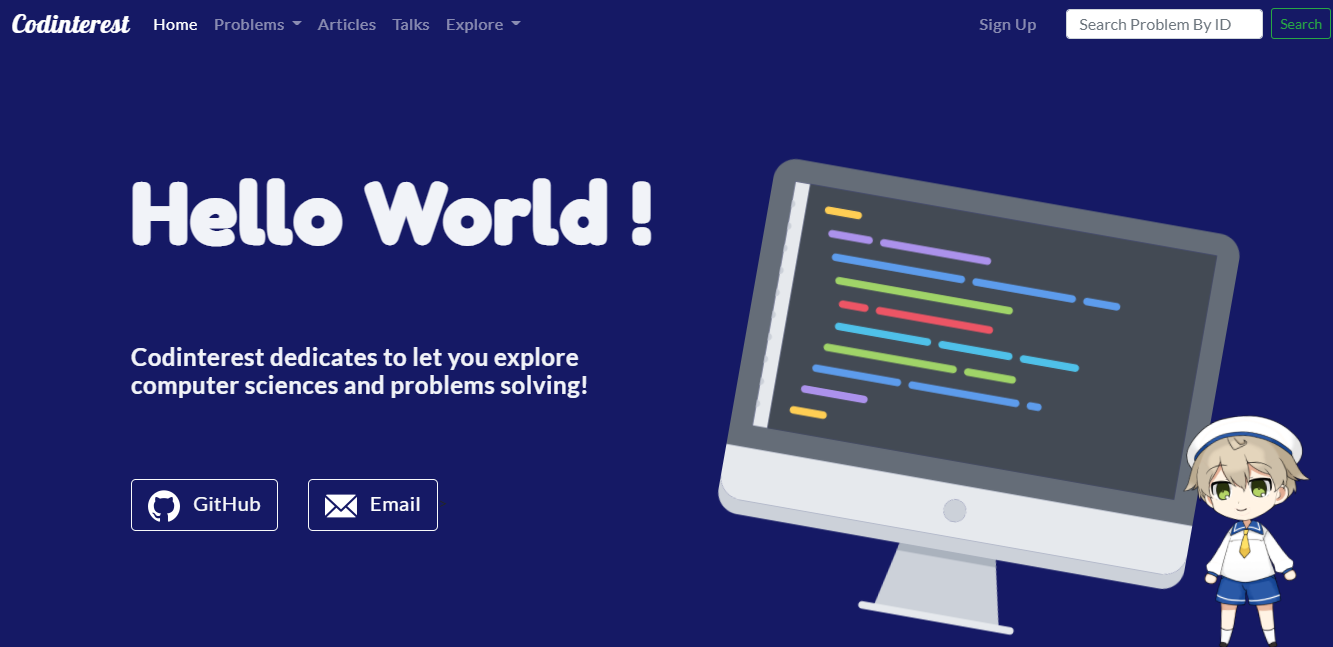 Codinterest Home Problems Articles Talks Explore Sign Up Search Problem By ID Search
Hello World !
Codinterest dedicates to let you explore
computer sciences and problems solving!
GitHub Email